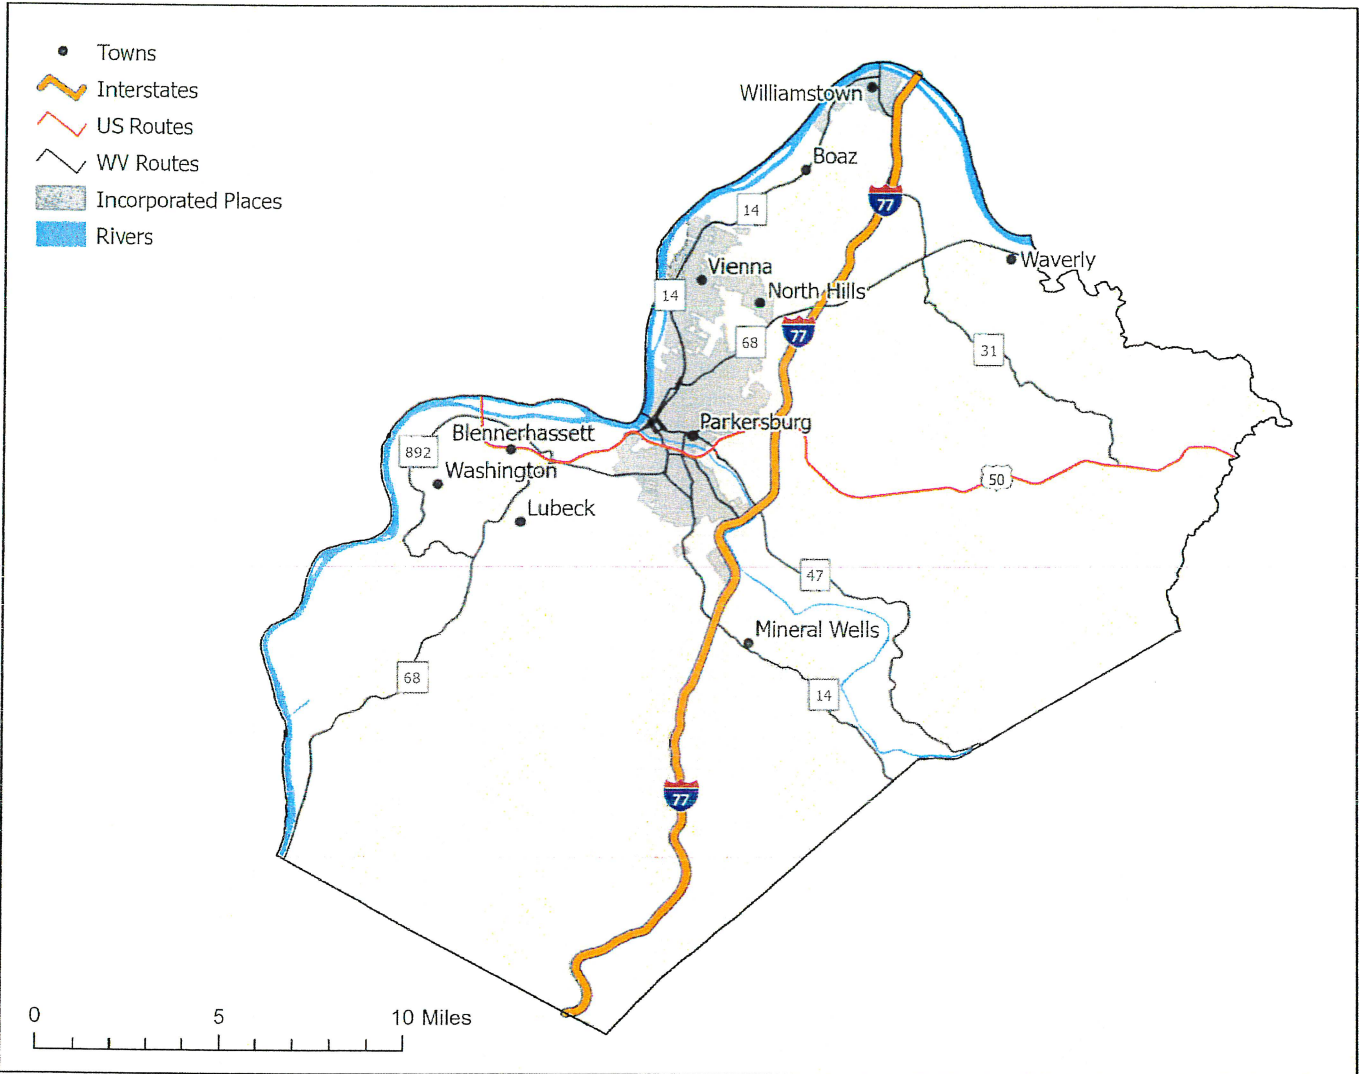 Towns
Interstates
US Routes
WV Routes
Incorporated Places
Rivers
Williamstown
Boaz
77
14
Vienna
Waverly
14
North Hills
77
68
31
Parkersburg
Blennerhassett
892
Washington
50
Lubeck
47
Mineral Wells
68
14
77
0 5 10 Miles